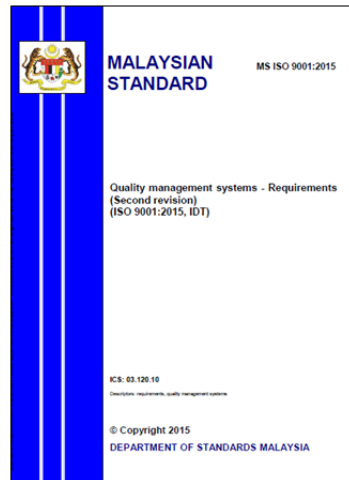 MALAYSIAN
STANDARD
MS ISO 9001:2015
Quality management systems - Requirements
(Second revision)
(ISO 9001:2015, IDT)
ICS: 03.120.10
Descriptors: requirements, quality management systems
© Copyright 2015
DEPARTMENT OF STANDARDS MALAYSIA